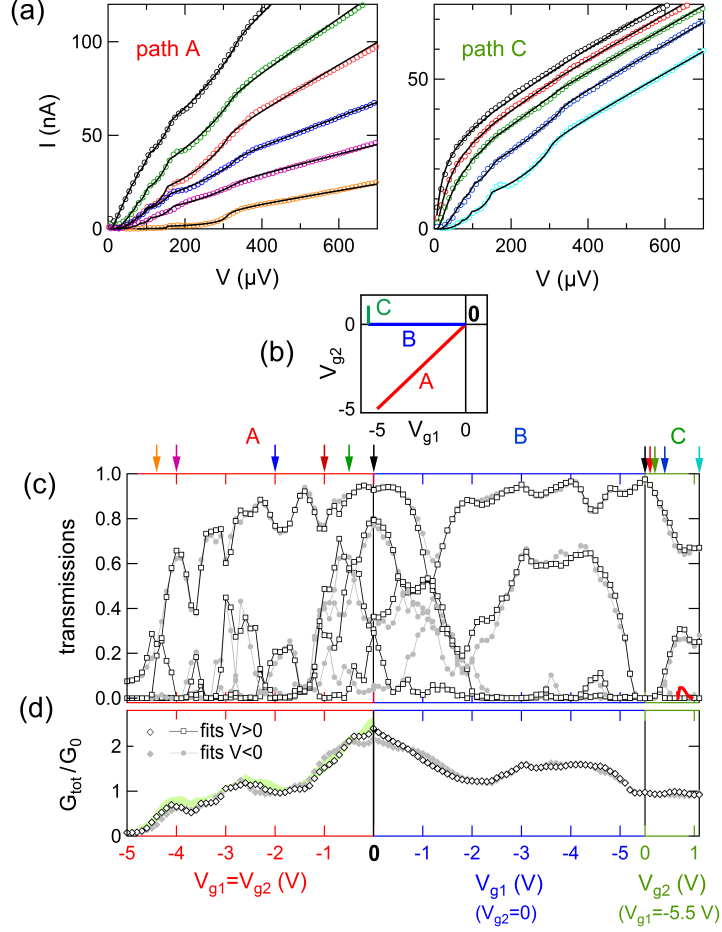 (a)
path A
path C
I (nA)
100
50
0
50
0
0
200
400
600
0
200
400
600
V (µV)
V (µV)
(b)
C
0
B
A
0
-5
V_g2
-5
V_g1
0
A
B
C
(c)
1.0
0.8
0.6
0.4
0.2
0.0
transmissions
(d)
fits V>0
fits V<0
2
1
0
G_tot/G_0
-5
-4
-3
-2
-1
0
-1
-2
-3
-4
-5
0
1
V_g1=V_g2 (V)
V_g1 (V)
V_g2 (V)
(V_g2=0)
(V_g1=-5.5 V)